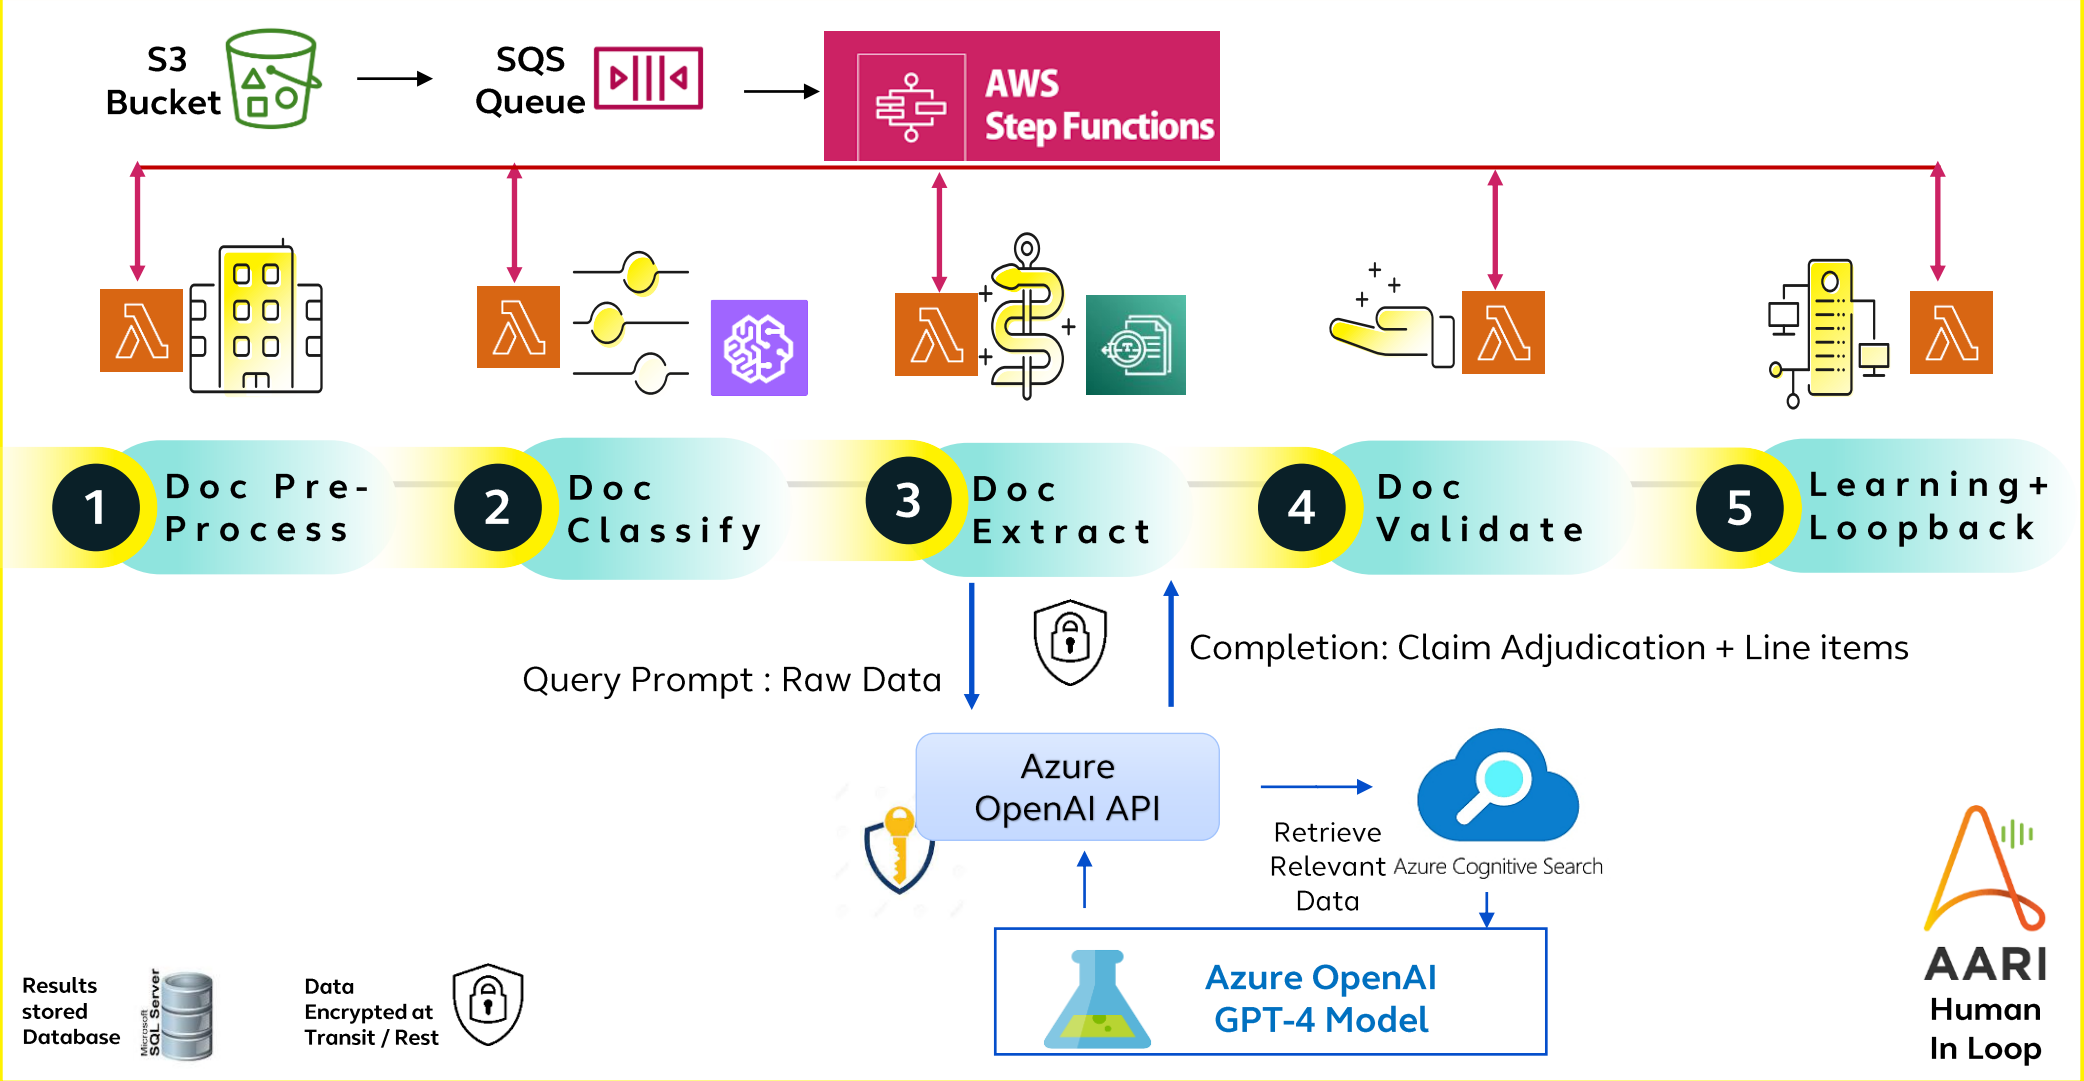 S3
Bucket
SQS
Queue
AWS
Step Functions
1
Doc Pre-
Process
2
Doc
Classify
3
Doc
Extract
4
Doc
Validate
5
Learning+
Loopback
Query Prompt : Raw Data
Completion: Claim Adjudication + Line items
Azure
OpenAI API
Retrieve
Relevant
Data
Azure Cognitive Search
Azure OpenAI
GPT-4 Model
Results
stored
Database
Microsoft
SQL Server
Data
Encrypted at
Transit / Rest
AARI
Human
In Loop